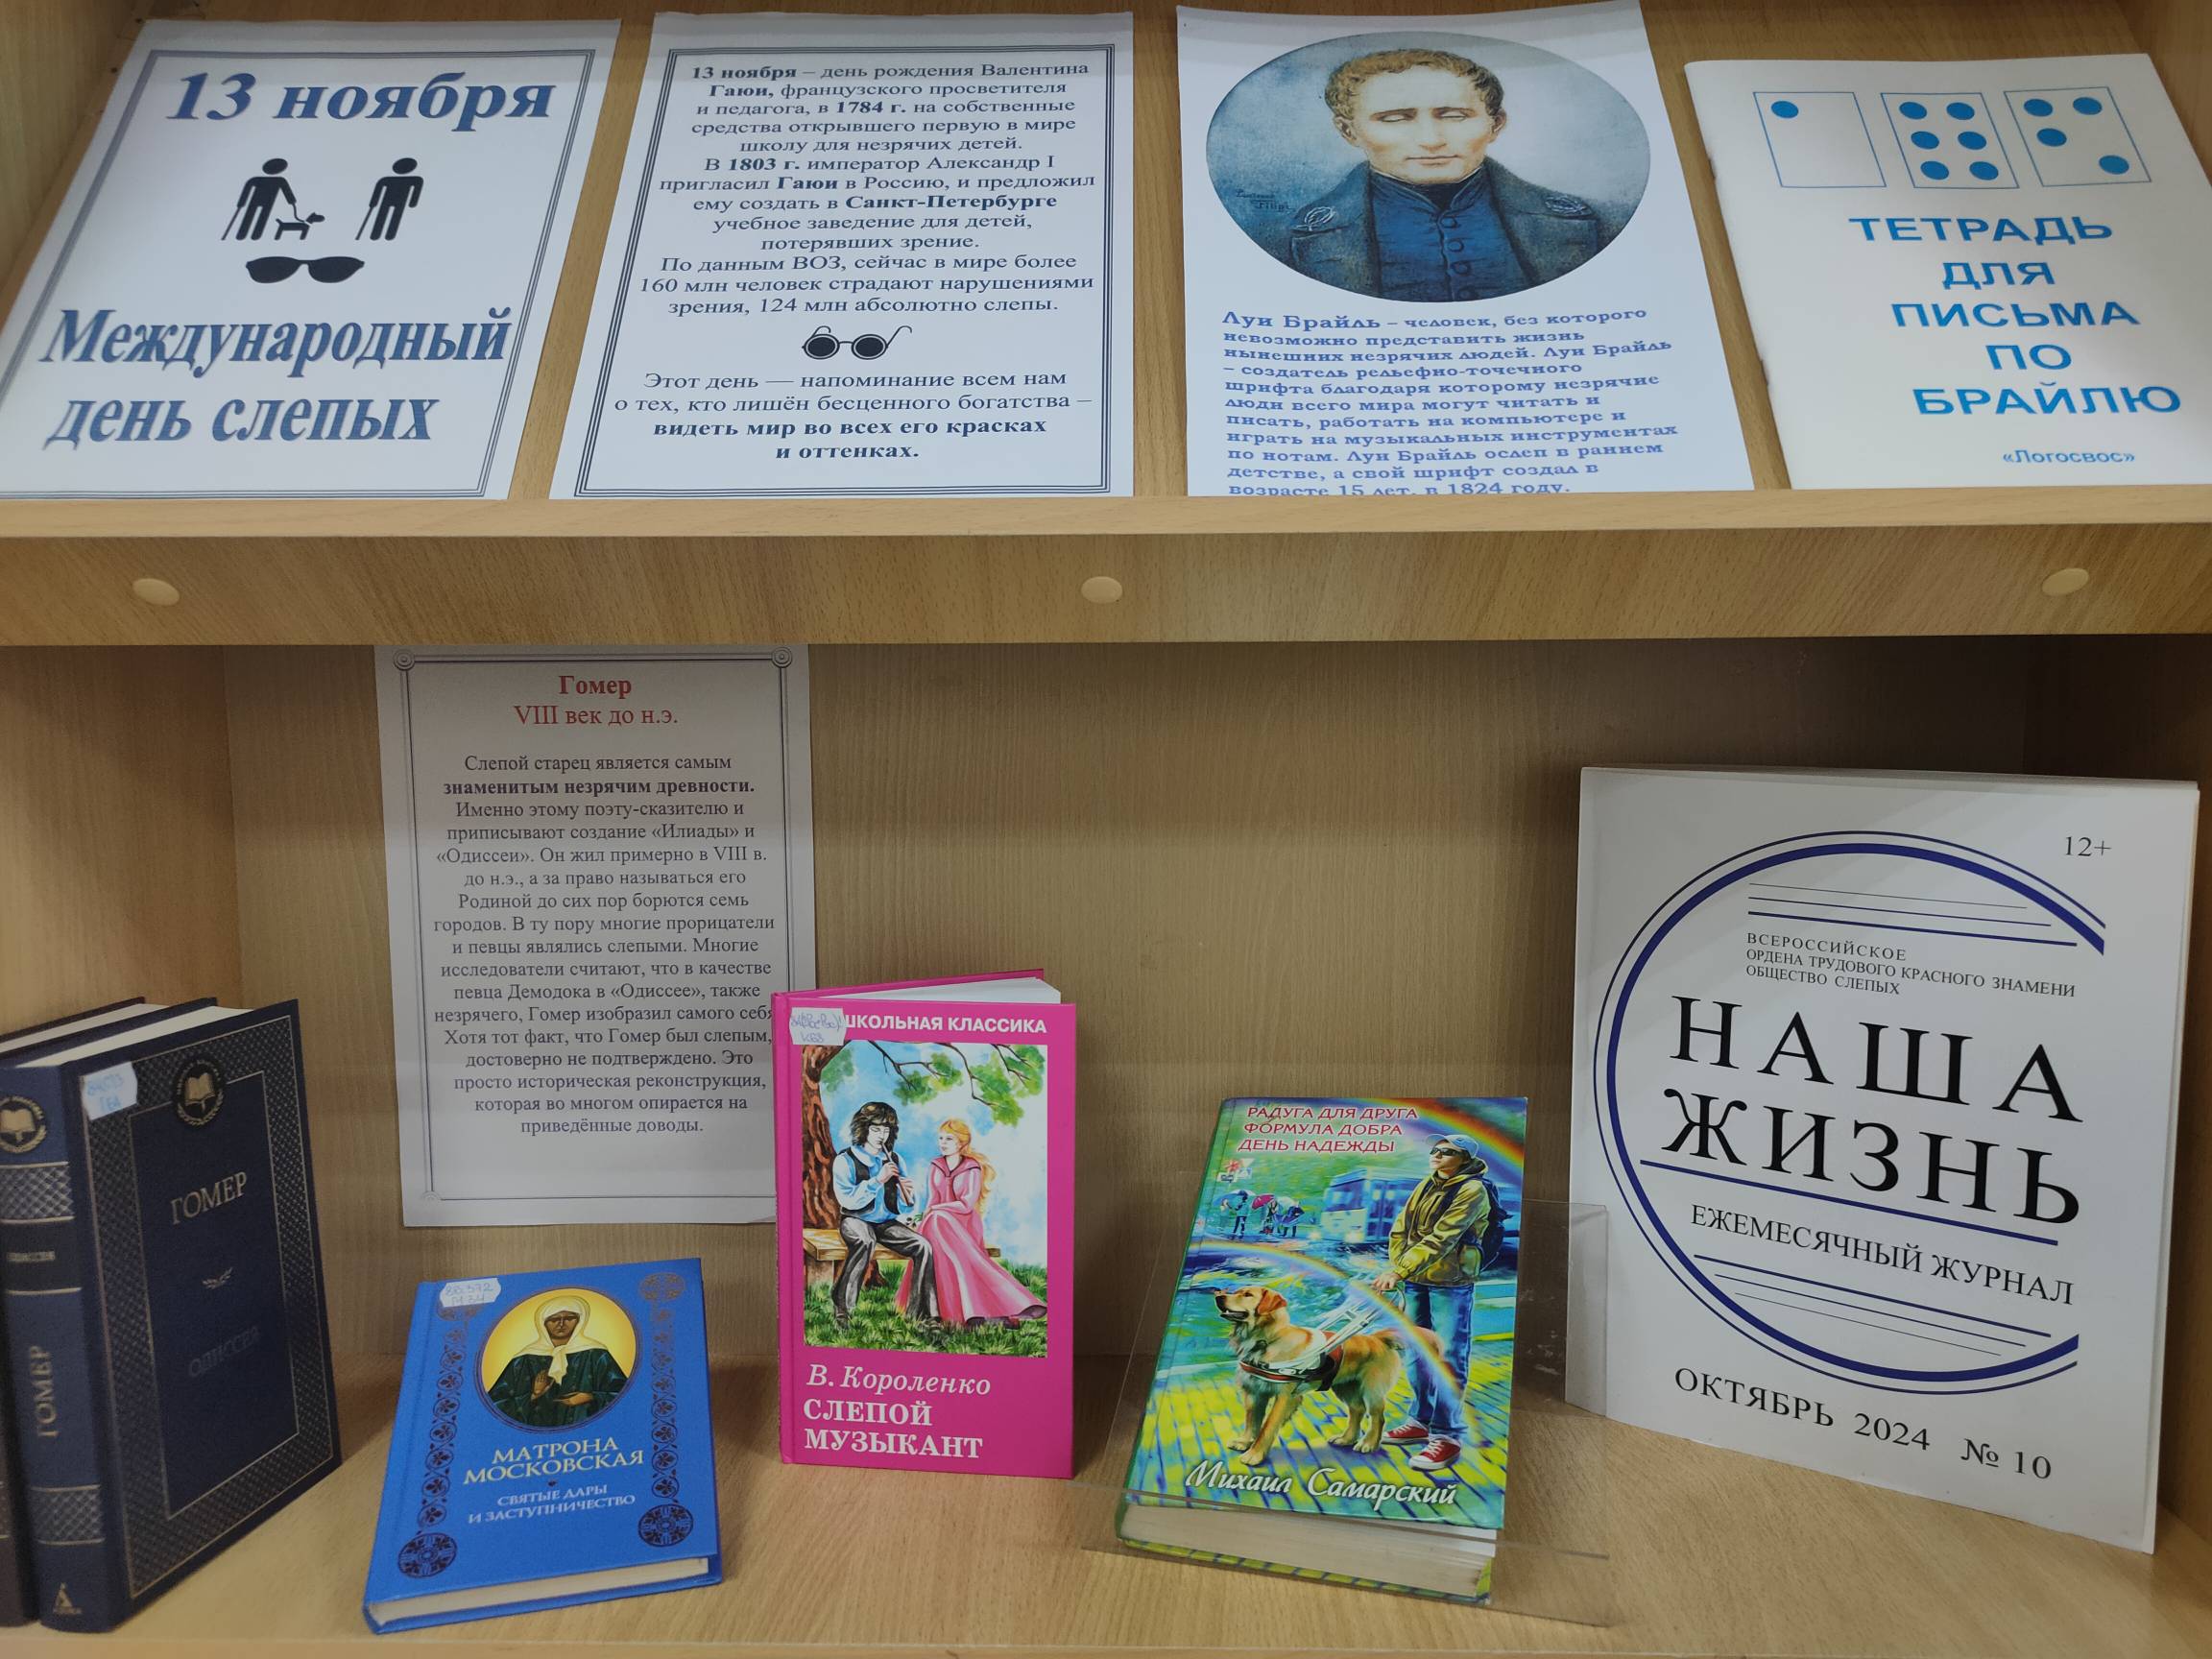 13 ноября
Международный
день слепых
13 ноября – день рождения Валентина
Гаюи, французского просветителя
и педагога, в 1784 г. на собственные
средства открывшего первую в мире
школу для незрячих детей.
В 1803 г. император Александр I
пригласил Гаюи в Россию, и предложил
ему создать в Санкт-Петербурге
учебное заведение для детей,
потерявших зрение.
По данным ВОЗ, сейчас в мире более
160 млн человек страдают нарушениями
зрения, 124 млн абсолютно слепы.
Этот день — напоминание всем нам
о тех, кто лишён бесценного богатства –
видеть мир во всех его красках
и оттенках.
Луи Брайль – человек, без которого
невозможно представить жизнь
нынешних незрячих людей. Луи Брайль
– создатель рельефно-точечного
шрифта благодаря которому незрячие
люди всего мира могут читать и
писать, работать на компьютере и
играть на музыкальных инструментах
по нотам. Луи Брайль ослеп в раннем
детстве, а свой шрифт создал в
возрасте 15 лет, в 1824 году.
ТЕТРАДЬ
ДЛЯ
ПИСЬМА
ПО
БРАЙЛЮ
«Логосвос»
Гомер
VIII век до н.э.
Слепой старец является самым
знаменитым незрячим древности.
Именно этому поэту-сказителю и
приписывают создание «Илиады» и
«Одиссеи». Он жил примерно в VIII в.
до н.э., а за право называться его
Родиной до сих пор борются семь
городов. В ту пору многие прорицатели
и певцы являлись слепыми. Многие
исследователи считают, что в качестве
певца Демодока в «Одиссее», также
незрячего, Гомер изобразил самого себя
Хотя тот факт, что Гомер был слепым,
достоверно не подтверждено. Это
просто историческая реконструкция,
которая во многом опирается на
приведённые доводы.
ГОМЕР
ОДИССЕЯ
ГОМЕР
ОДИССЕЯ
АЗБУКА
МАТРОНА
МОСКОВСКАЯ
СВЯТЫЕ ДАРЫ
И ЗАСТУПНИЧЕСТВО
ШКОЛЬНАЯ КЛАССИКА
В. Короленко
СЛЕПОЙ
МУЗЫКАНТ
РАДУГА ДЛЯ ДРУГА
ФОРМУЛА ДОБРА
ДЕНЬ НАДЕЖДЫ
Михаил Самарский
12+
ВСЕРОССИЙСКОЕ
ОРДЕНА ТРУДОВОГО КРАСНОГО ЗНАМЕНИ
ОБЩЕСТВО СЛЕПЫХ
НАША
ЖИЗНЬ
ЕЖЕМЕСЯЧНЫЙ ЖУРНАЛ
ОКТЯБРЬ 2024 № 10